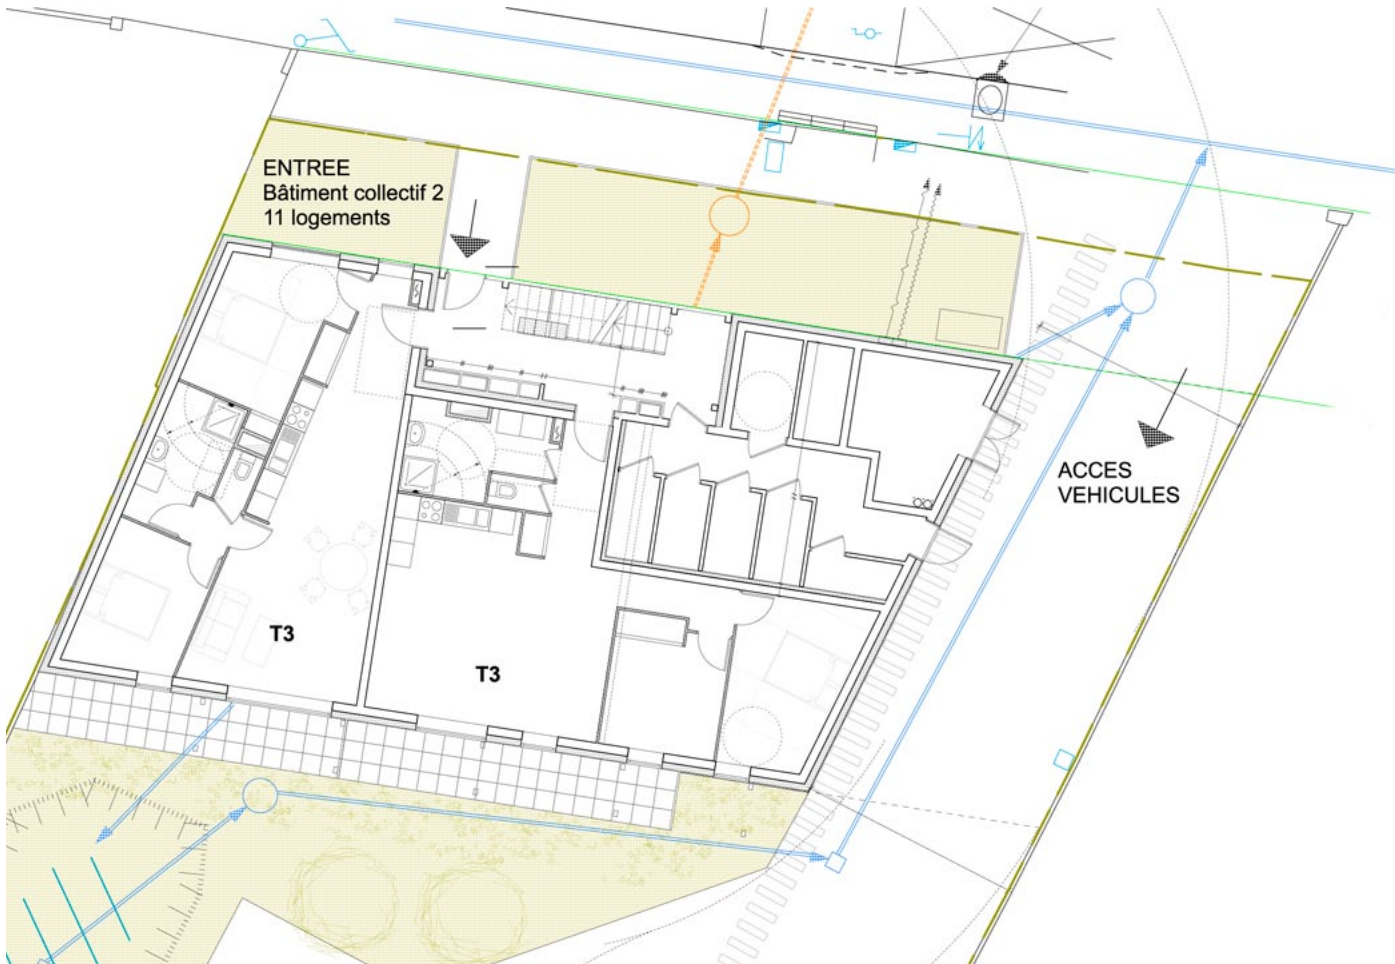 ENTREE
Bâtiment collectif 2
11 logements
ACCES
VEHICULES
T3
T3